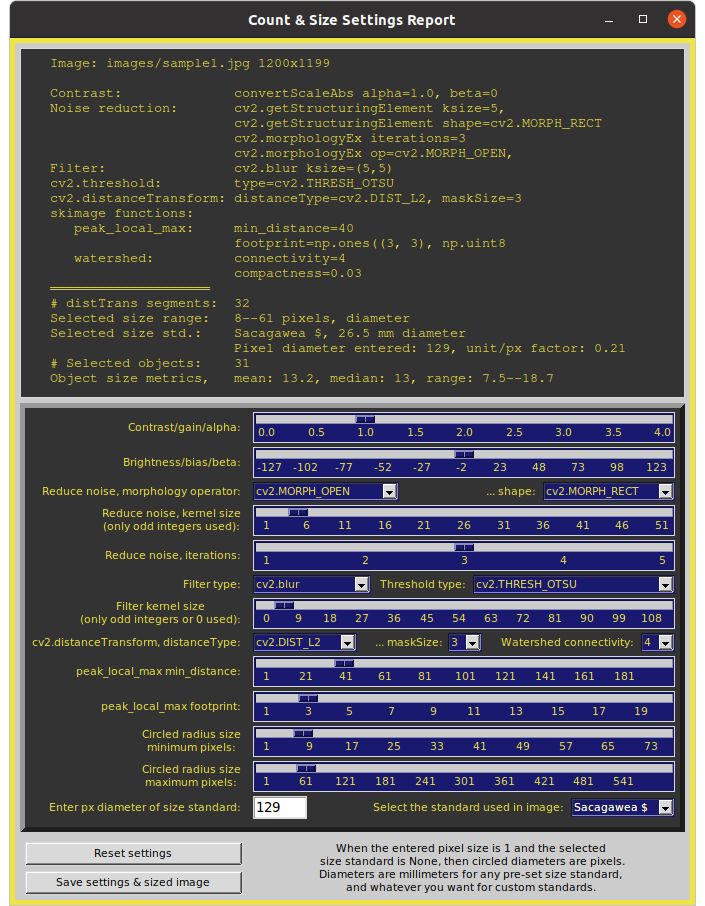 Count & Size Settings Report
Image: images/sample1.jpg 1200x1199
Contrast: convertScaleAbs alpha=1.0, beta=0
Noise reduction: cv2.getStructuringElement ksize=5,
cv2.getStructuringElement shape=cv2.MORPH_RECT
cv2.morphologyEx iterations=3
cv2.morphologyEx op=cv2.MORPH_OPEN,
Filter: cv2.blur ksize=(5,5)
cv2.threshold: type=cv2.THRESH_OTSU
cv2.distanceTransform: distanceType=cv2.DIST_L2, maskSize=3
skimage functions:
peak_local_max: min_distance=40
footprint=np.ones((3, 3), np.uint8
watershed: connectivity=4
compactness=0.03
# distTrans segments: 32
Selected size range: 8--61 pixels, diameter
Selected size std.: Sacagawea $, 26.5 mm diameter
Pixel diameter entered: 129, unit/px factor: 0.21
# Selected objects: 31
Object size metrics, mean: 13.2, median: 13, range: 7.5--18.7
Contrast/gain/alpha: 0.0 0.5 1.0 1.5 2.0 2.5 3.0 3.5 4.0
Brightness/bias/beta: -127 -102 -77 -52 -27 -2 23 48 73 98 123
Reduce noise, morphology operator: cv2.MORPH_OPEN ... shape: cv2.MORPH_RECT
Reduce noise, kernel size
(only odd integers used): 1 6 11 16 21 26 31 36 41 46 51
Reduce noise, iterations: 1 2 3 4 5
Filter type: cv2.blur Threshold type: cv2.THRESH_OTSU
Filter kernel size
(only odd integers or 0 used): 0 9 18 27 36 45 54 63 72 81 90 99 108
cv2.distanceTransform, distanceType: cv2.DIST_L2 ... maskSize: 3 Watershed connectivity: 4
peak_local_max min_distance: 1 21 41 61 81 101 121 141 161 181
peak_local_max footprint: 1 3 5 7 9 11 13 15 17 19
Circled radius size
minimum pixels: 1 9 17 25 33 41 49 57 65 73
Circled radius size
maximum pixels: 1 61 121 181 241 301 361 421 481 541
Enter px diameter of size standard: 129 Select the standard used in image: Sacagawea $
Reset settings
Save settings & sized image
When the entered pixel size is 1 and the selected
size standard is None, then circled diameters are pixels.
Diameters are millimeters for any pre-set size standard,
and whatever you want for custom standards.